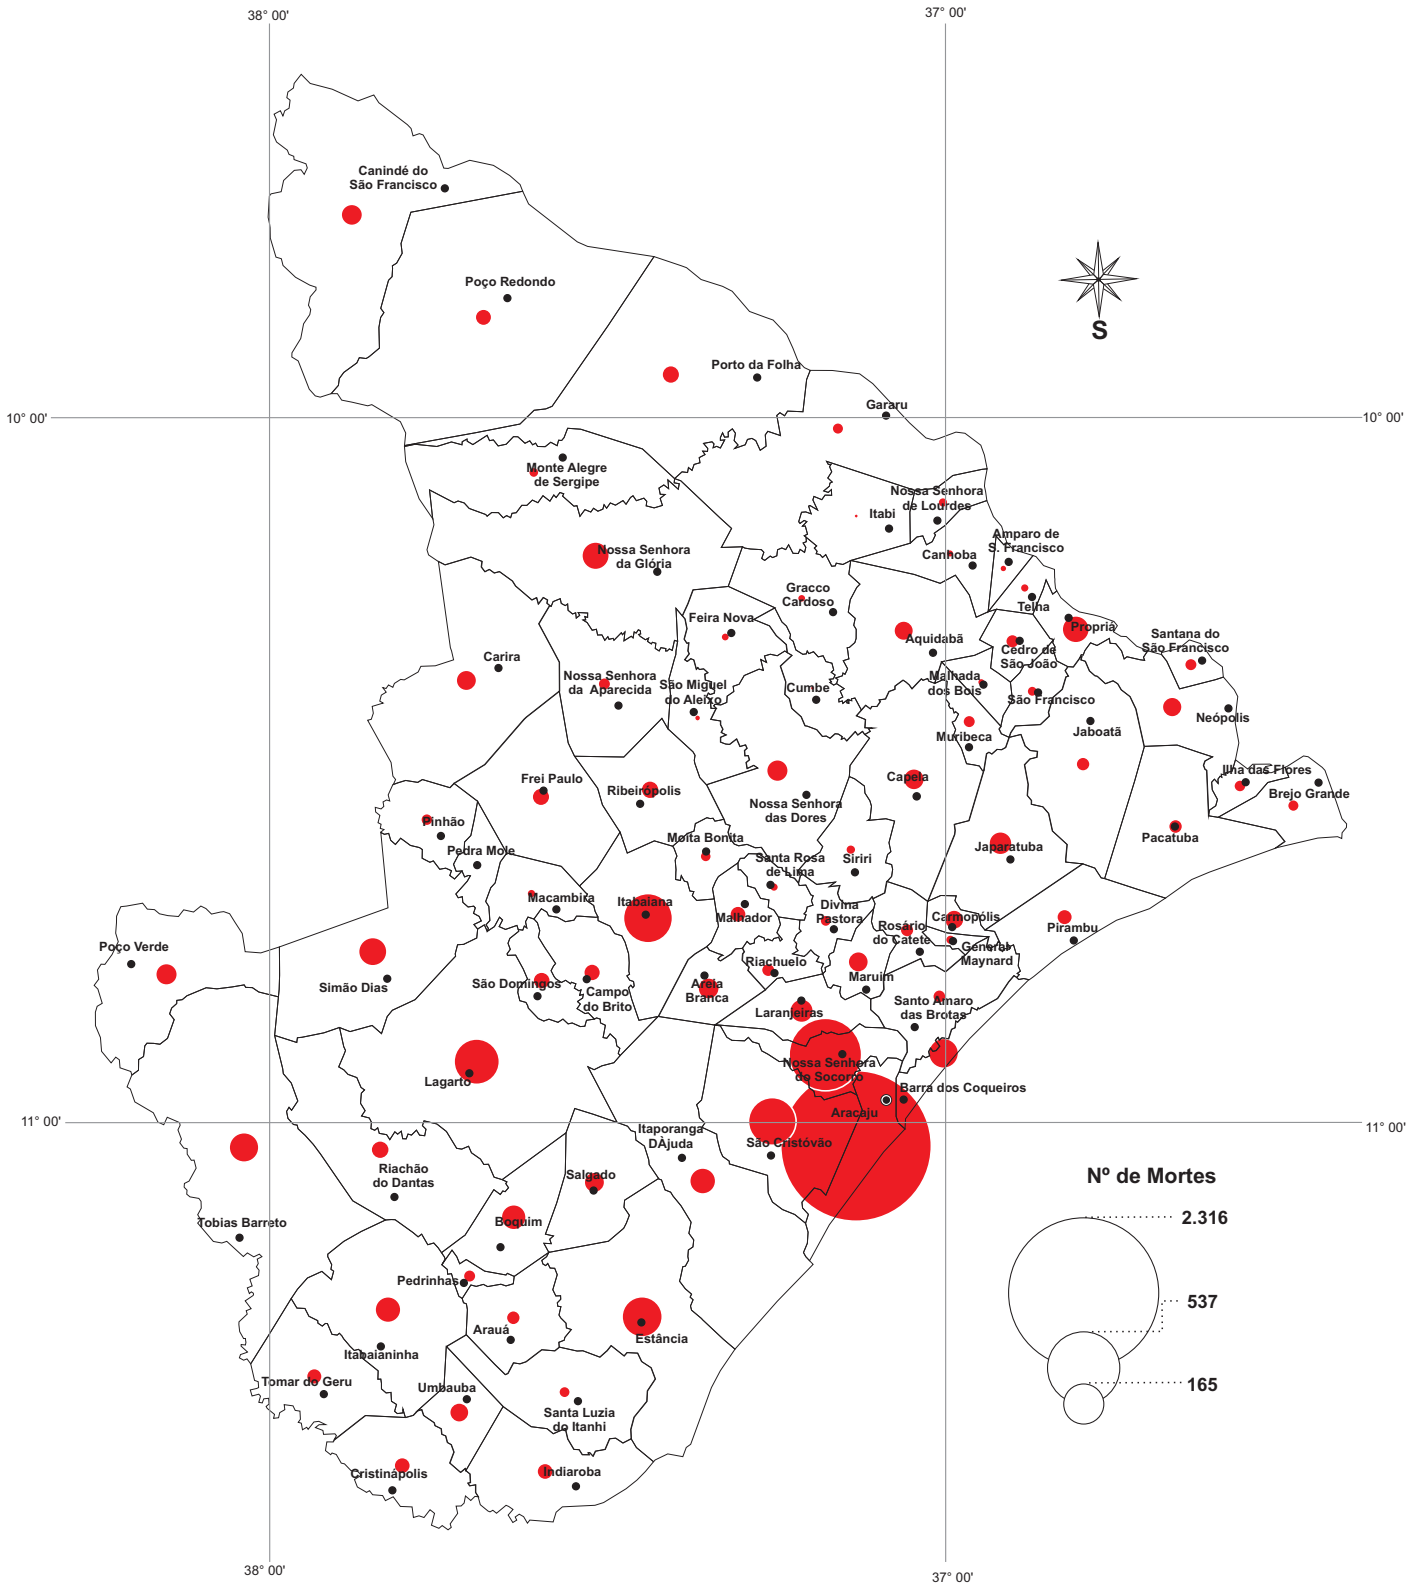 38° 00'
37° 00'
Canindé do
São Francisco
Poço Redondo
S
Porto da Folha
Gararu
10° 00'
10° 00'
Monte Alegre
de Sergipe
Nossa Senhora
de Lourdes
Itabi
Amparo de
S. Francisco
Canhoba
Nossa Senhora
da Glória
Gracco
Cardoso
Telha
Feira Nova
Propriá
Aquidabã
Santana do
São Francisco
Cedro de
São João
Carira
Nossa Senhora
da Aparecida
São Miguel
do Aleixo
Cumbe
Malhada
dos Bois
São Francisco
Neópolis
Jaboatã
Muribeca
Frei Paulo
Ribeirópolis
Capela
Ilha das Flores
Brejo Grande
Nossa Senhora
das Dores
Pinhão
Moita Bonita
Pacatuba
Pedra Mole
Santa Rosa
de Lima
Siriri
Japaratuba
Macambira
Itabaiana
Malhador
Divina
Pastora
Carmopólis
Rosário
do Catete
Pirambu
General
Maynard
Poço Verde
Simão Dias
São Domingos
Campo
do Brito
Areia
Branca
Riachuelo
Maruim
Santo Amaro
das Brotas
Laranjeiras
Nossa Senhora
do Socorro
Lagarto
Barra dos Coqueiros
Aracaju
11° 00'
11° 00'
Itaporanga
DÀjuda
São Cristóvão
Riachão
do Dantas
Salgado
Nº de Mortes
2.316
Tobias Barreto
Boquim
Pedrinhas
537
Arauá
Estância
Itabaianinha
Tomar do Geru
Umbauba
165
Santa Luzia
do Itanhi
Cristinápolis
Indiaroba
38° 00'
37° 00'